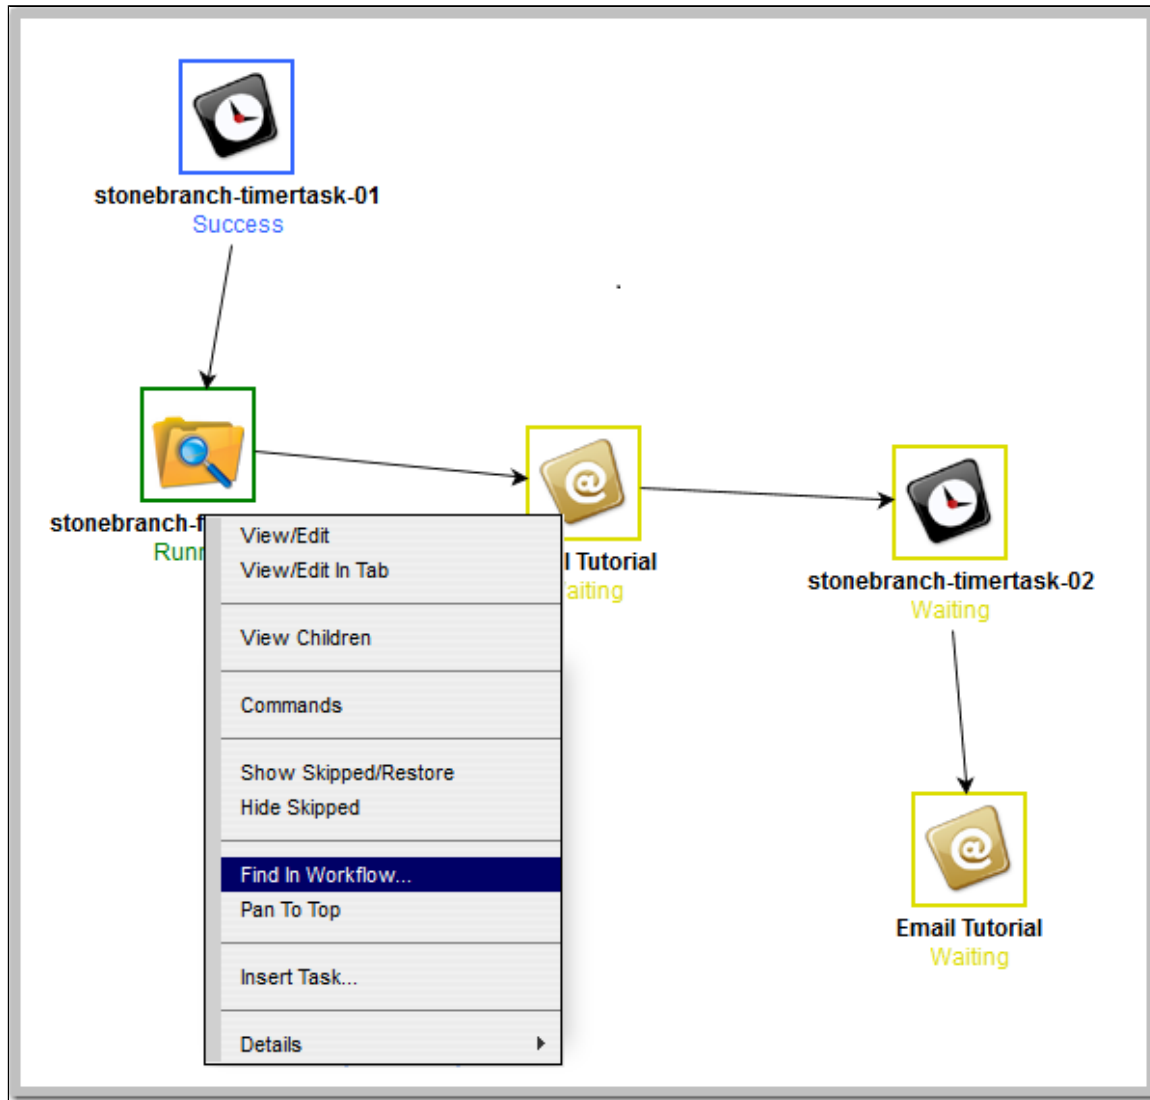 stonebranch-timertask-01
Success
stonebranch-f
Runn
l Tutorial
aiting
stonebranch-timertask-02
Waiting
View/Edit
View/Edit In Tab
View Children
Commands
Show Skipped/Restore
Hide Skipped
Find In Workflow...
Pan To Top
Insert Task...
Details
Email Tutorial
Waiting